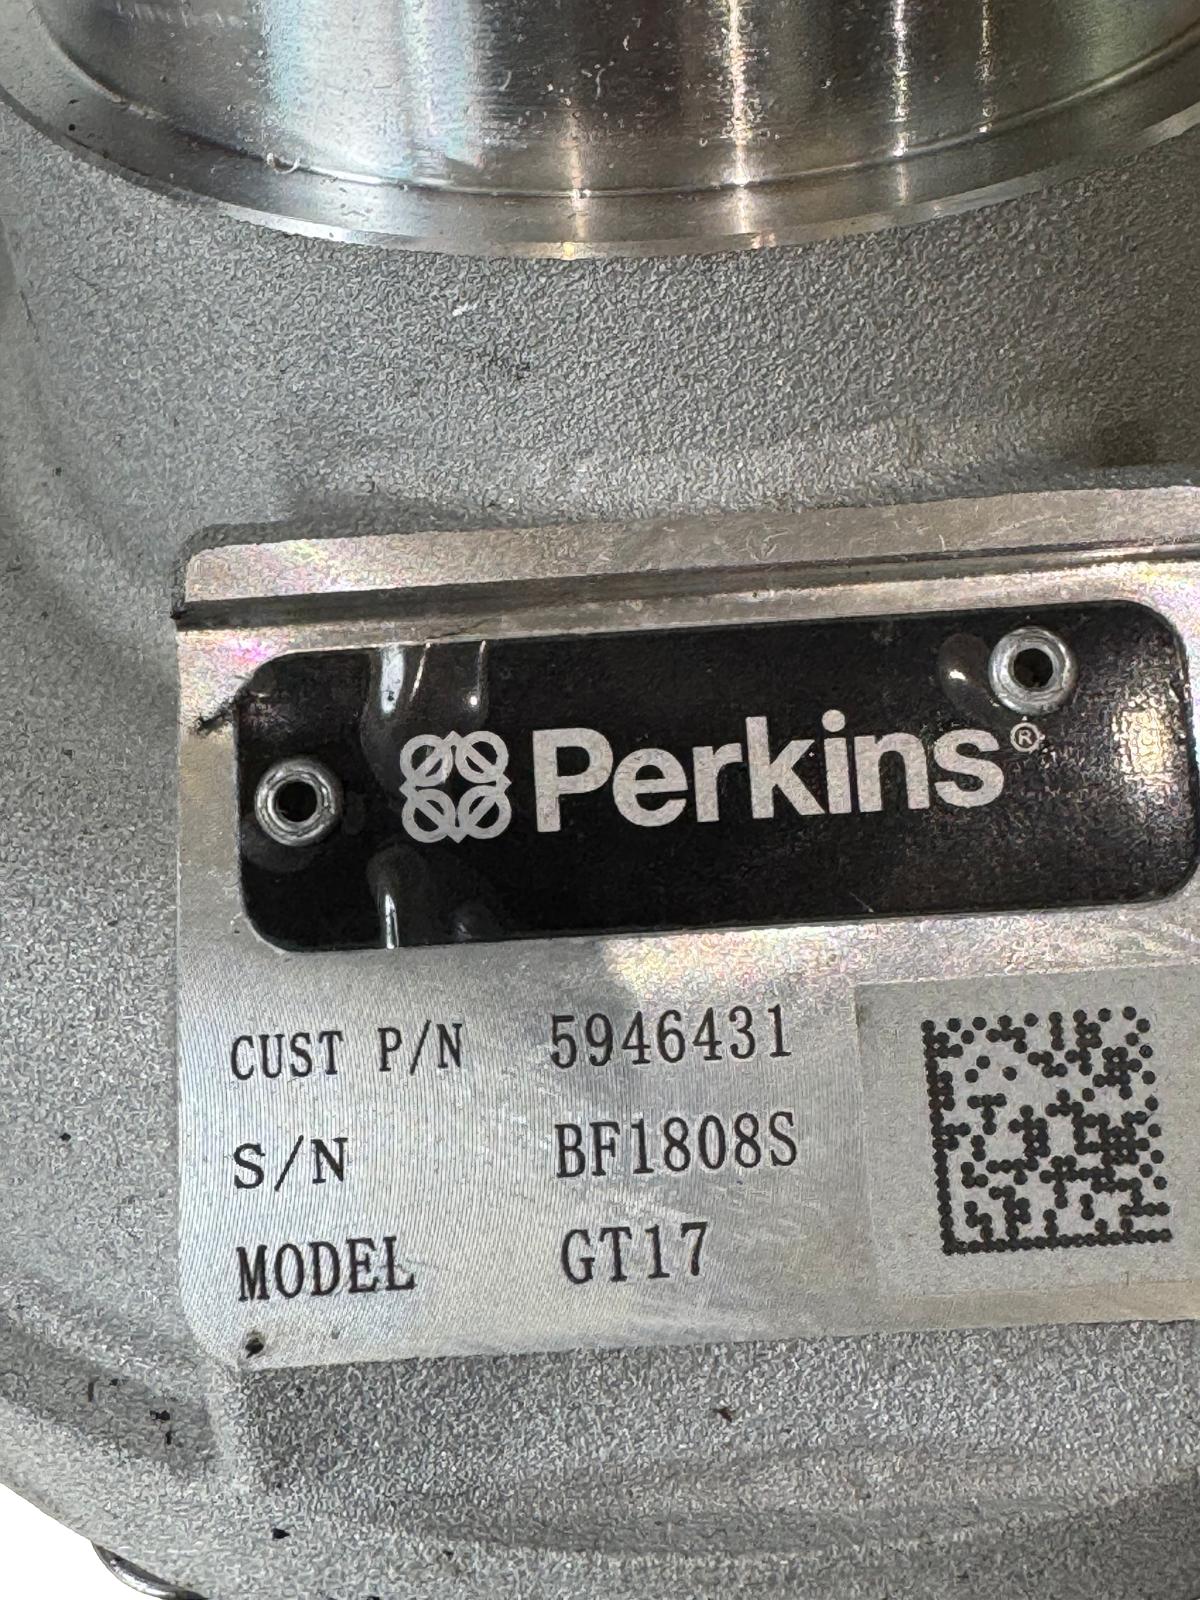 Perkins®
CUST P/N 5946431
S/N BF1808S
MODEL GT17